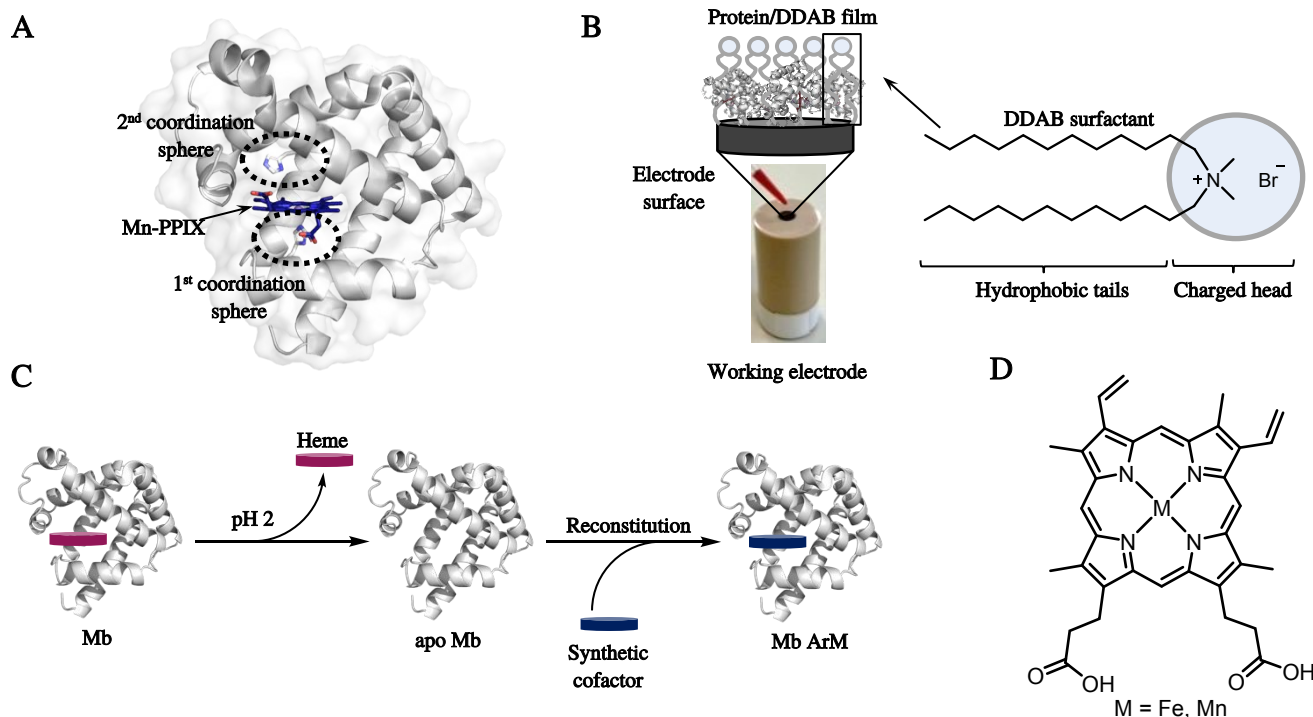 A
2nd coordination
sphere
Mn-PPIX
1st coordination
sphere
B
Protein/DDAB film
Electrode
surface
Working electrode
DDAB surfactant
N
+
Br−
Hydrophobic tails
Charged head
C
Mb
pH 2
Heme
apo Mb
Reconstitution
Synthetic
cofactor
Mb ArM
D
N
N
M
N
N
O
OH
O
OH
M = Fe, Mn